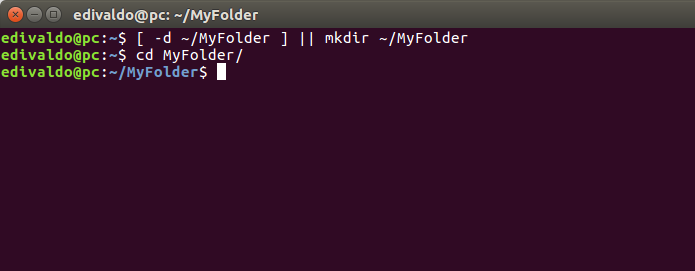 edivaldo@pc: ~/MyFolder
edivaldo@pc:~$ [ -d ~/MyFolder ] || mkdir ~/MyFolder
edivaldo@pc:~$ cd MyFolder/
edivaldo@pc:~/MyFolder$